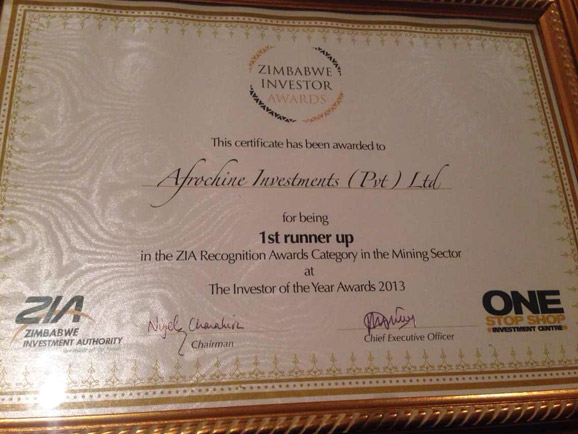 ZIMBABWE
INVESTOR
AWARDS
This certificate has been awarded to
Afrochine Investments (Pvt) Ltd
for being
1st runner up
in the ZIA Recognition Awards Category in the Mining Sector
at
The Investor of the Year Awards 2013
ZIA
ZIMBABWE
INVESTMENT AUTHORITY
Chairman
Chief Executive Officer
ONE
STOP SHOP
INVESTMENT CENTRE